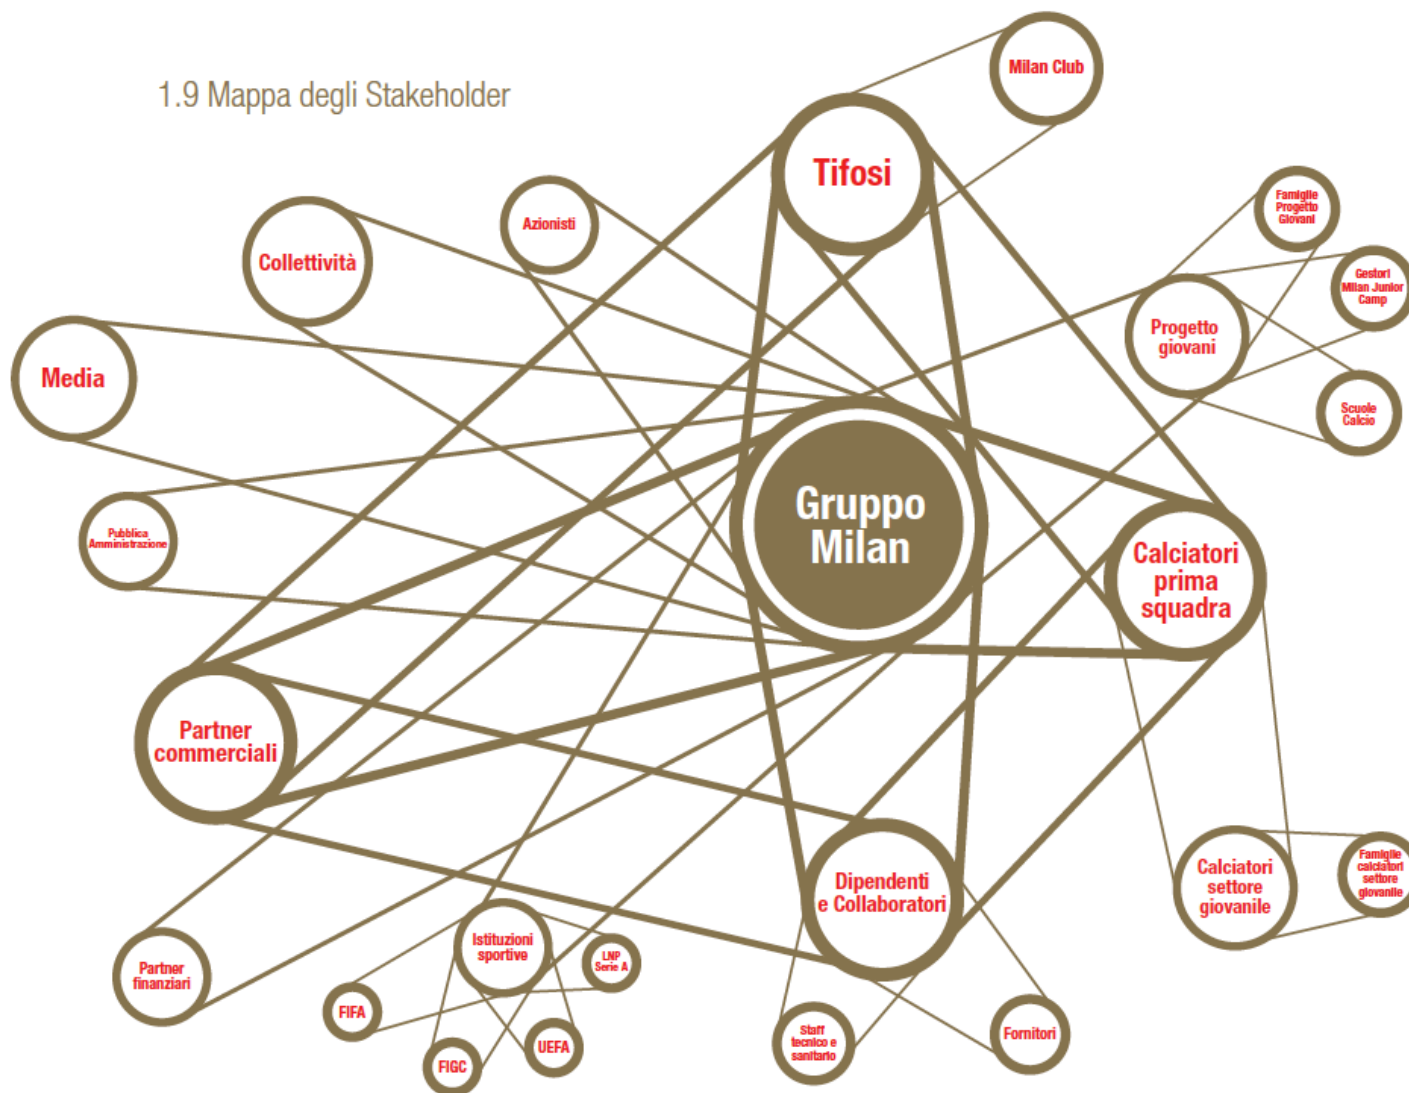 1.9 Mappa degli Stakeholder
Milan Club
Tifosi
Azionisti
Collettività
Famiglie
Progetto
Giovani
Gestori
Milan Junior
Camp
Progetto
giovani
Media
Scuole
Calcio
Gruppo
Milan
Pubblica
Amministrazione
Calciatori
prima
squadra
Partner
commerciali
Calciatori
settore
giovanile
Famiglie
calciatori
settore
giovanile
Dipendenti
e Collaboratori
Istituzioni
sportive
LNP
Serie A
Partner
finanziari
FIFA
FIGC
UEFA
Staff
tecnico e
sanitario
Fornitori